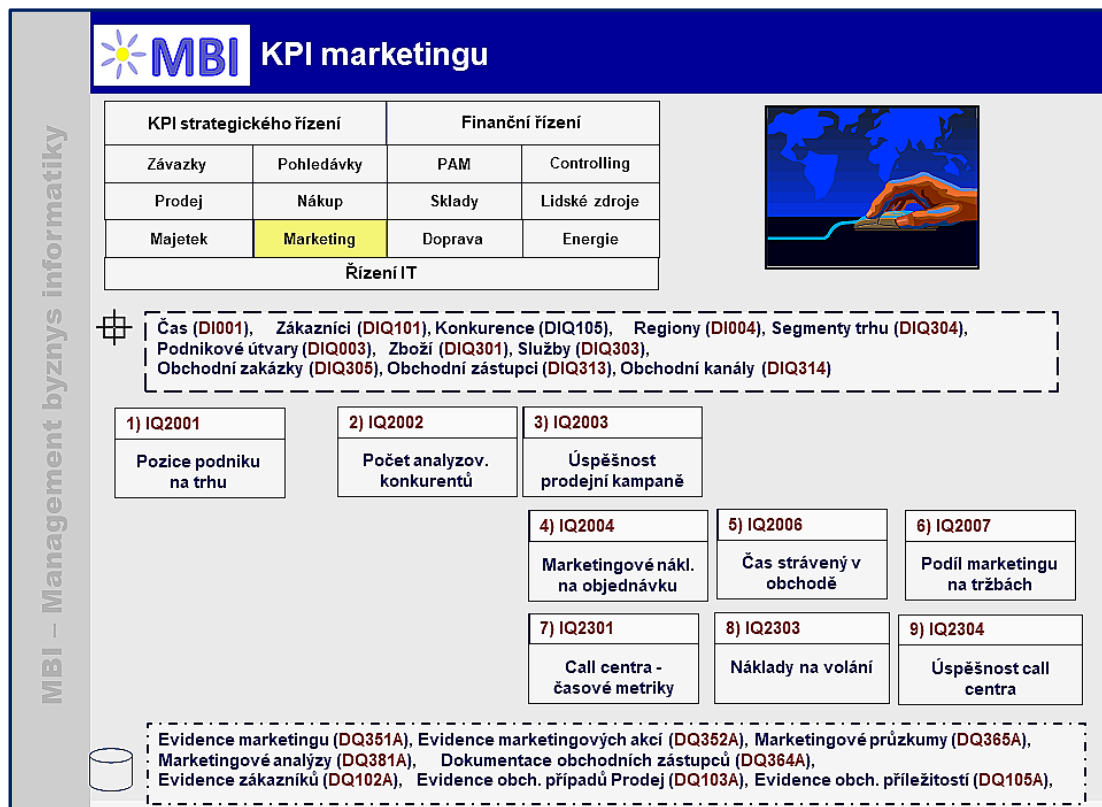 MBI KPI marketingu
MBI – Management byznys informatiky
KPI strategického řízení Finanční řízení
Závazky Pohledávky PAM Controlling
Prodej Nákup Sklady Lidské zdroje
Majetek Marketing Doprava Energie
Řízení IT
Čas (DI001), Zákazníci (DIQ101), Konkurence (DIQ105), Regiony (DI004), Segmenty trhu (DIQ304),
Podnikové útvary (DIQ003), Zboží (DIQ301), Služby (DIQ303),
Obchodní zakázky (DIQ305), Obchodní zástupci (DIQ313), Obchodní kanály (DIQ314)
1) IQ2001
Pozice podniku
na trhu
2) IQ2002
Počet analyzov.
konkurentů
3) IQ2003
Úspěšnost
prodejní kampaně
4) IQ2004
Marketingové nákl.
na objednávku
5) IQ2006
Čas strávený v
obchodě
6) IQ2007
Podíl marketingu
na tržbách
7) IQ2301
Call centra -
časové metriky
8) IQ2303
Náklady na volání
9) IQ2304
Úspěšnost call
centra
Evidence marketingu (DQ351A), Evidence marketingových akcí (DQ352A), Marketingové průzkumy (DQ365A),
Marketingové analýzy (DQ381A), Dokumentace obchodních zástupců (DQ364A),
Evidence zákazníků (DQ102A), Evidence obch. případů Prodej (DQ103A), Evidence obch. příležitostí (DQ105A),